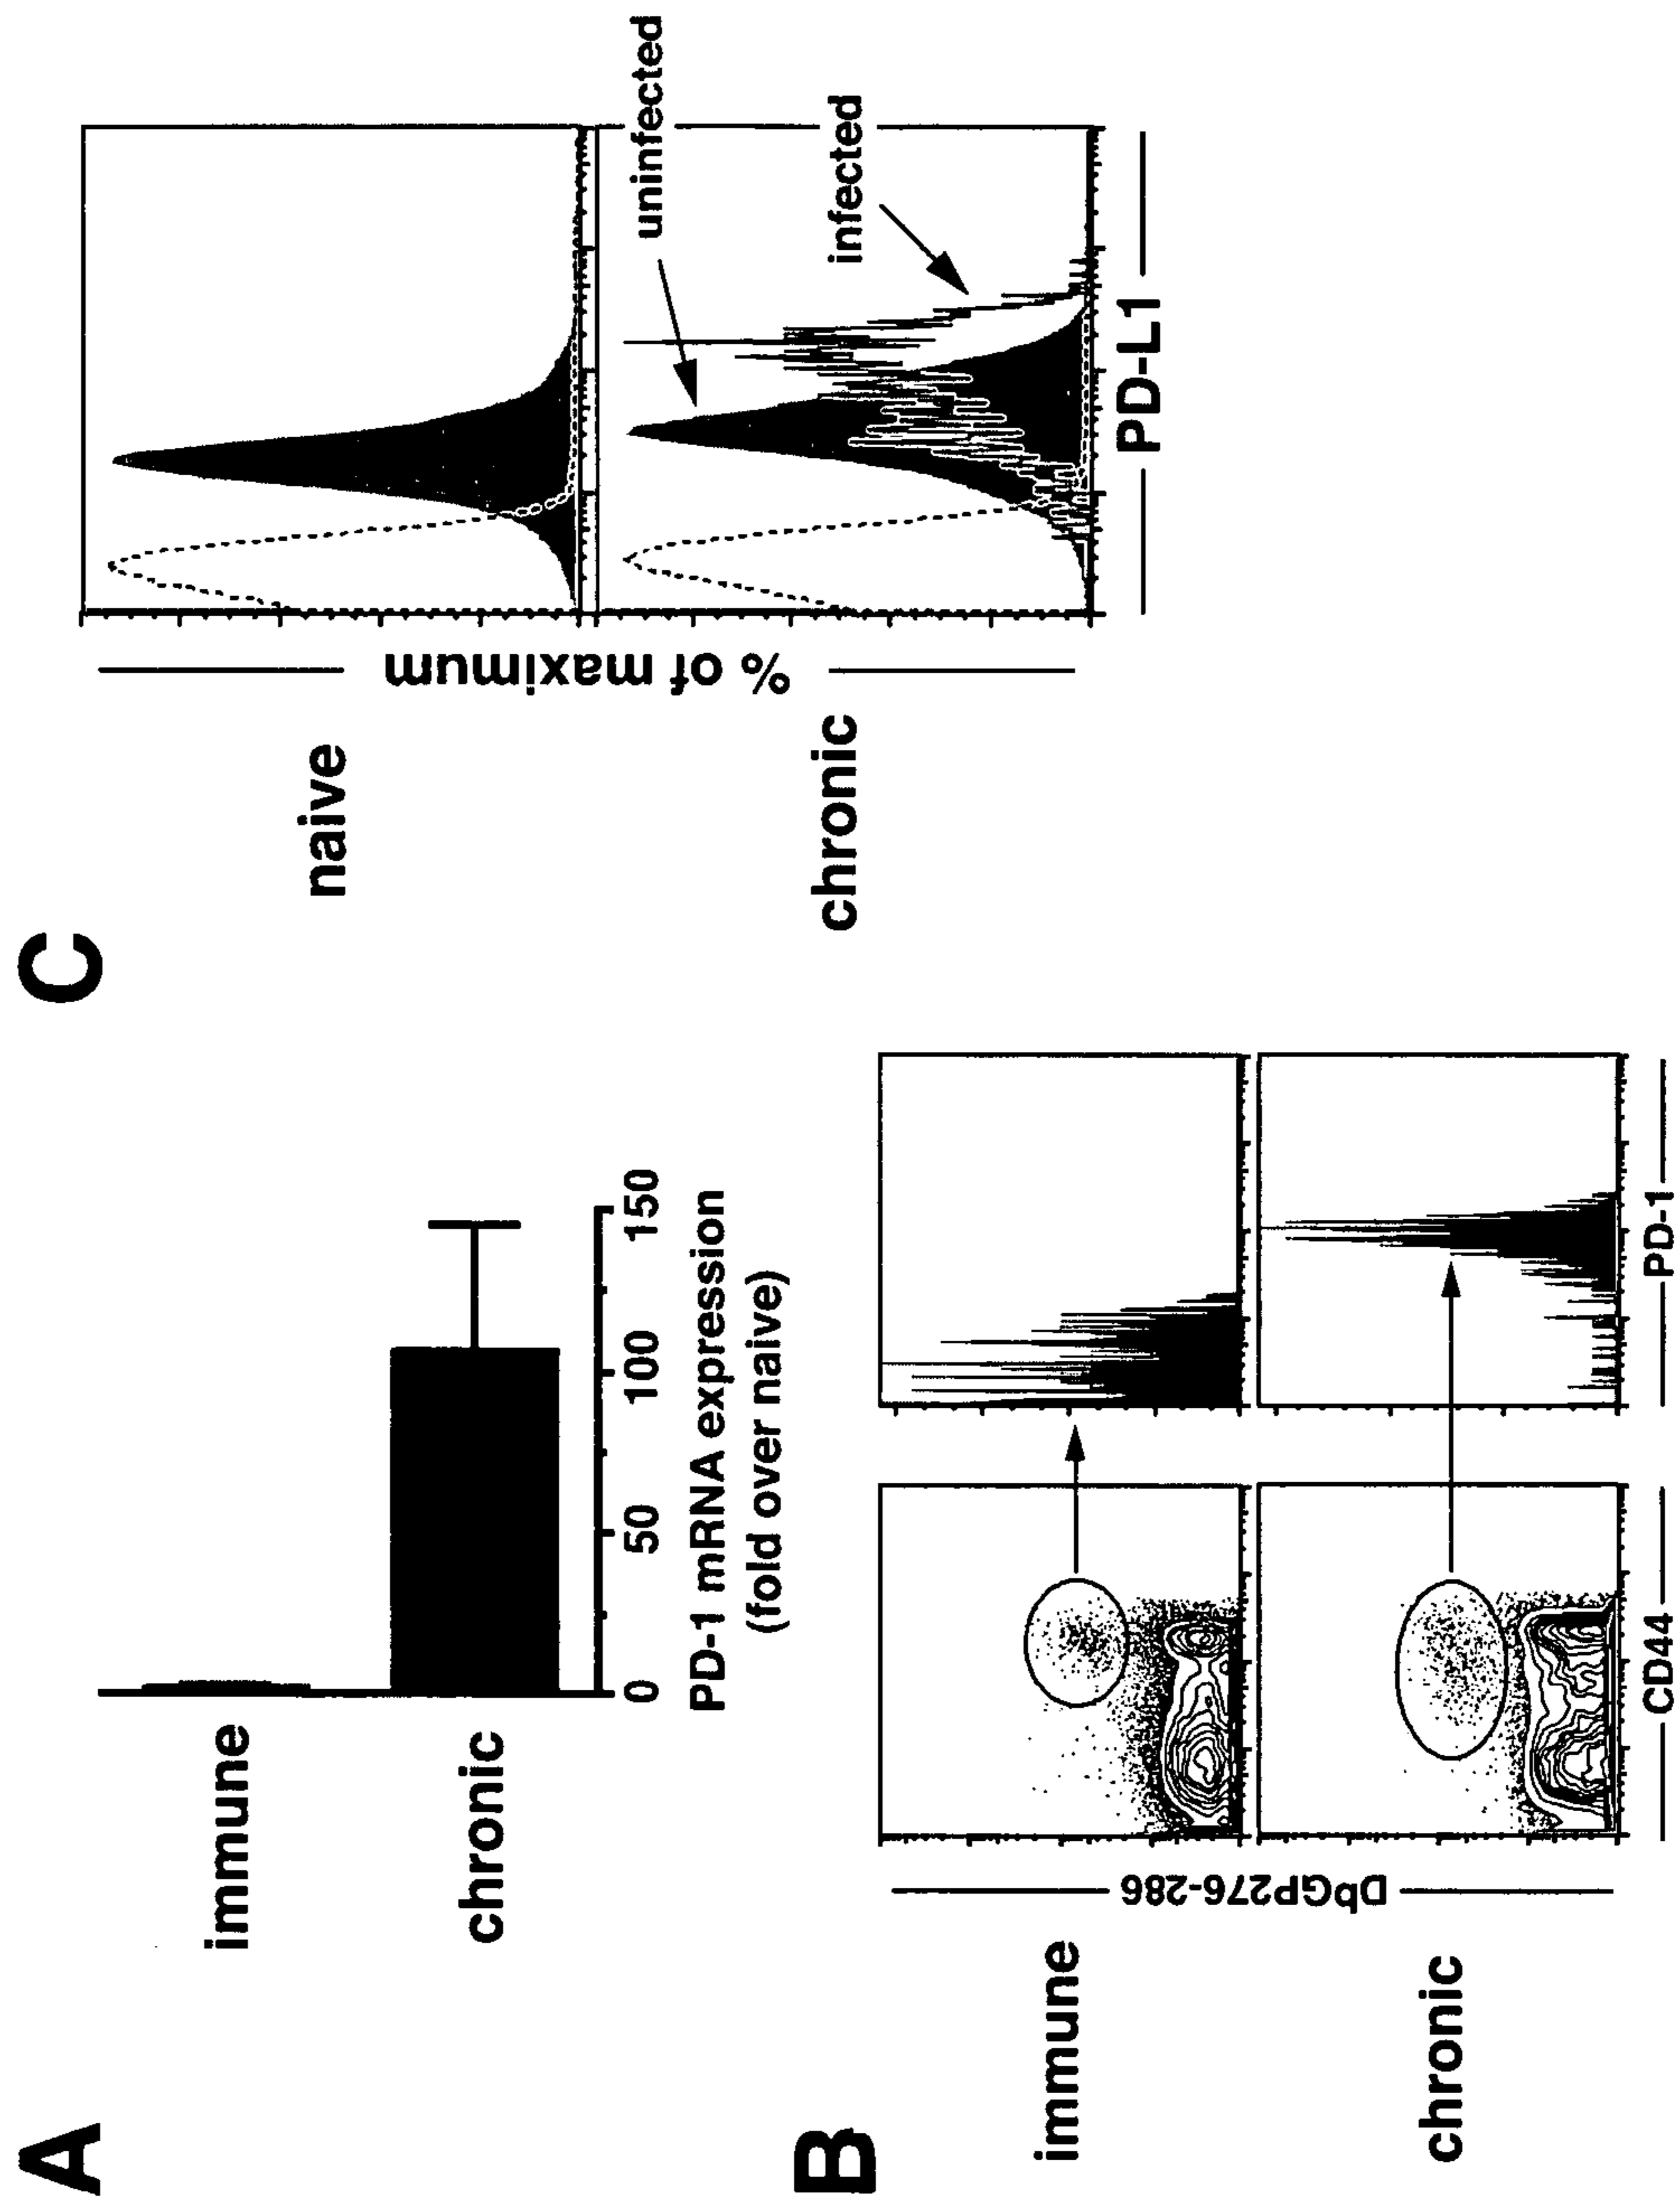 A
immune
chronic
0 50 100 150
PD-1 mRNA expression
(fold over naive)
B
immune
chronic
DbGP276-286
CD44
PD-1
C
naive
chronic
% of maximum
uninfected
infected
PD-L1